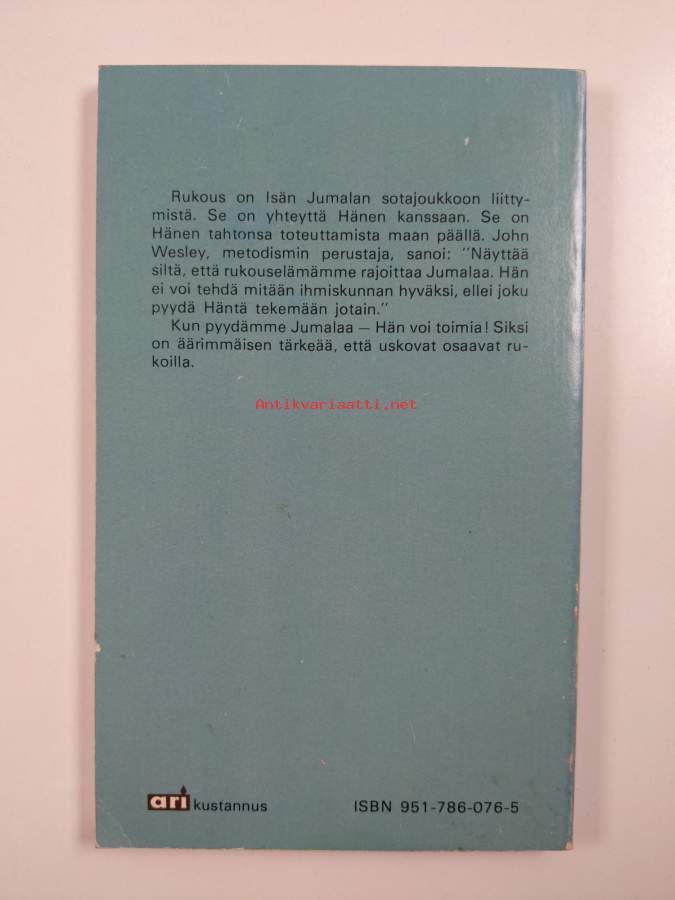 Rukous on Isän Jumalan sotajoukkoon liitty-
mistä. Se on yhteyttä Hänen kanssaan. Se on
Hänen tahtonsa toteuttamista maan päällä. John
Wesley, metodismin perustaja, sanoi: "Näyttää
siltä, että rukouselämämme rajoittaa Jumalaa. Hän
ei voi tehdä mitään ihmiskunnan hyväksi, ellei joku
pyydä Häntä tekemään jotain."
Kun pyydämme Jumalaa — Hän voi toimia! Siksi
on äärimmäisen tärkeää, että uskovat osaavat ru-
koilla.
Antikvariaatti.net
ari kustannus ISBN 951-786-076-5